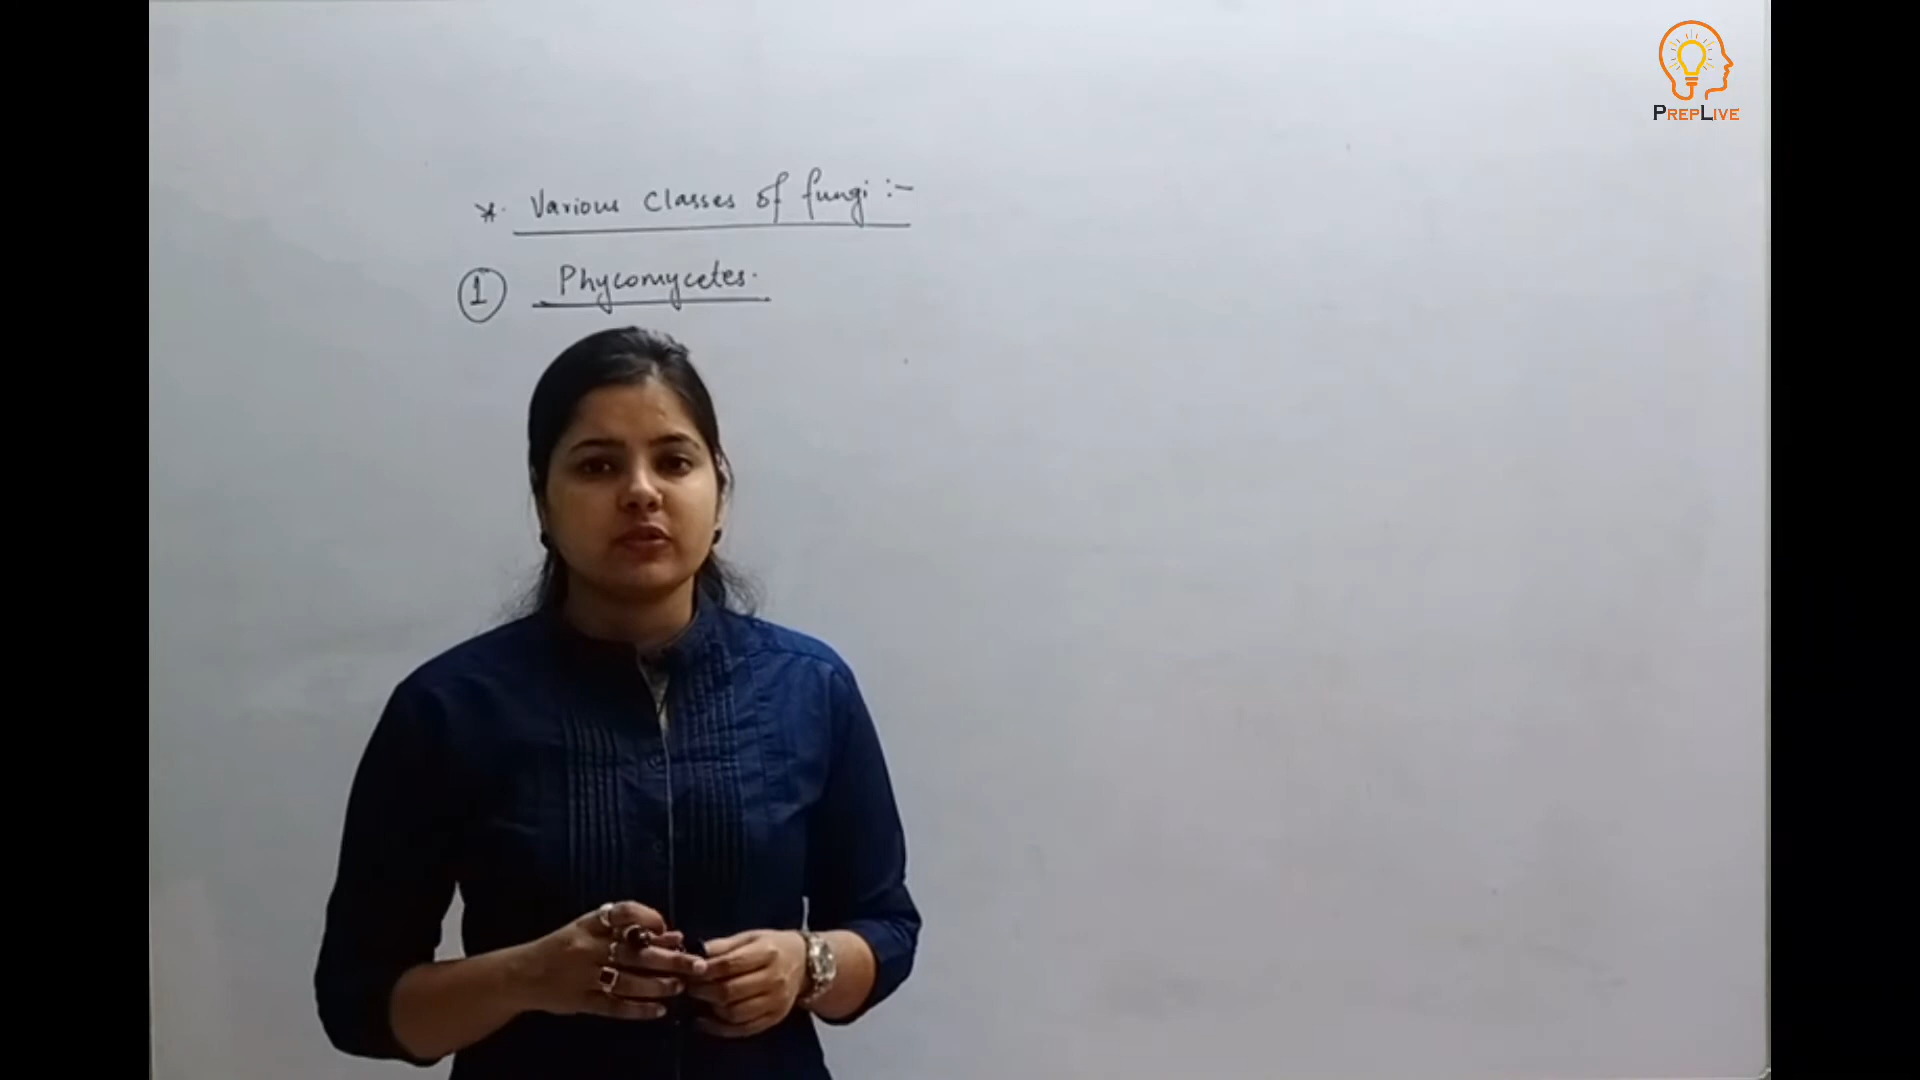 PREPLIVE
*. Various Classes of fungi :-
1 Phycomycetes.